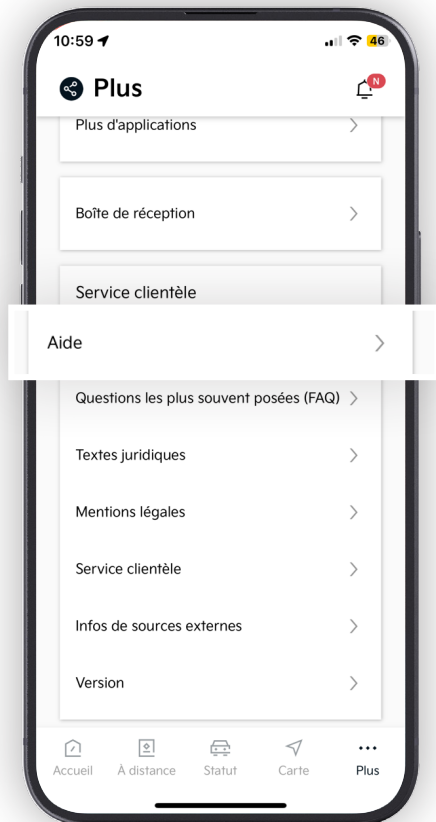 10:59
46
Plus
N
Plus d'applications
Boîte de réception
Service clientèle
Aide
Questions les plus souvent posées (FAQ)
Textes juridiques
Mentions légales
Service clientèle
Infos de sources externes
Version
Accueil À distance Statut Carte Plus